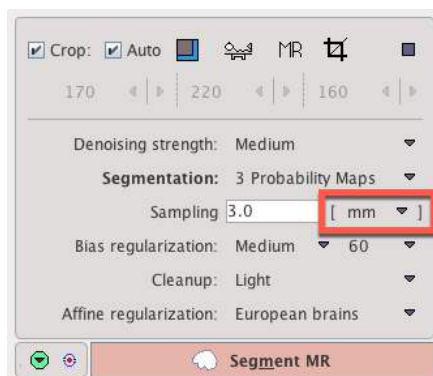 Crop: Auto MR
170 220 160
Denoising strength: Medium
Segmentation: 3 Probability Maps
Sampling 3.0 [ mm ]
Bias regularization: Medium 60
Cleanup: Light
Affine regularization: European brains
Segment MR